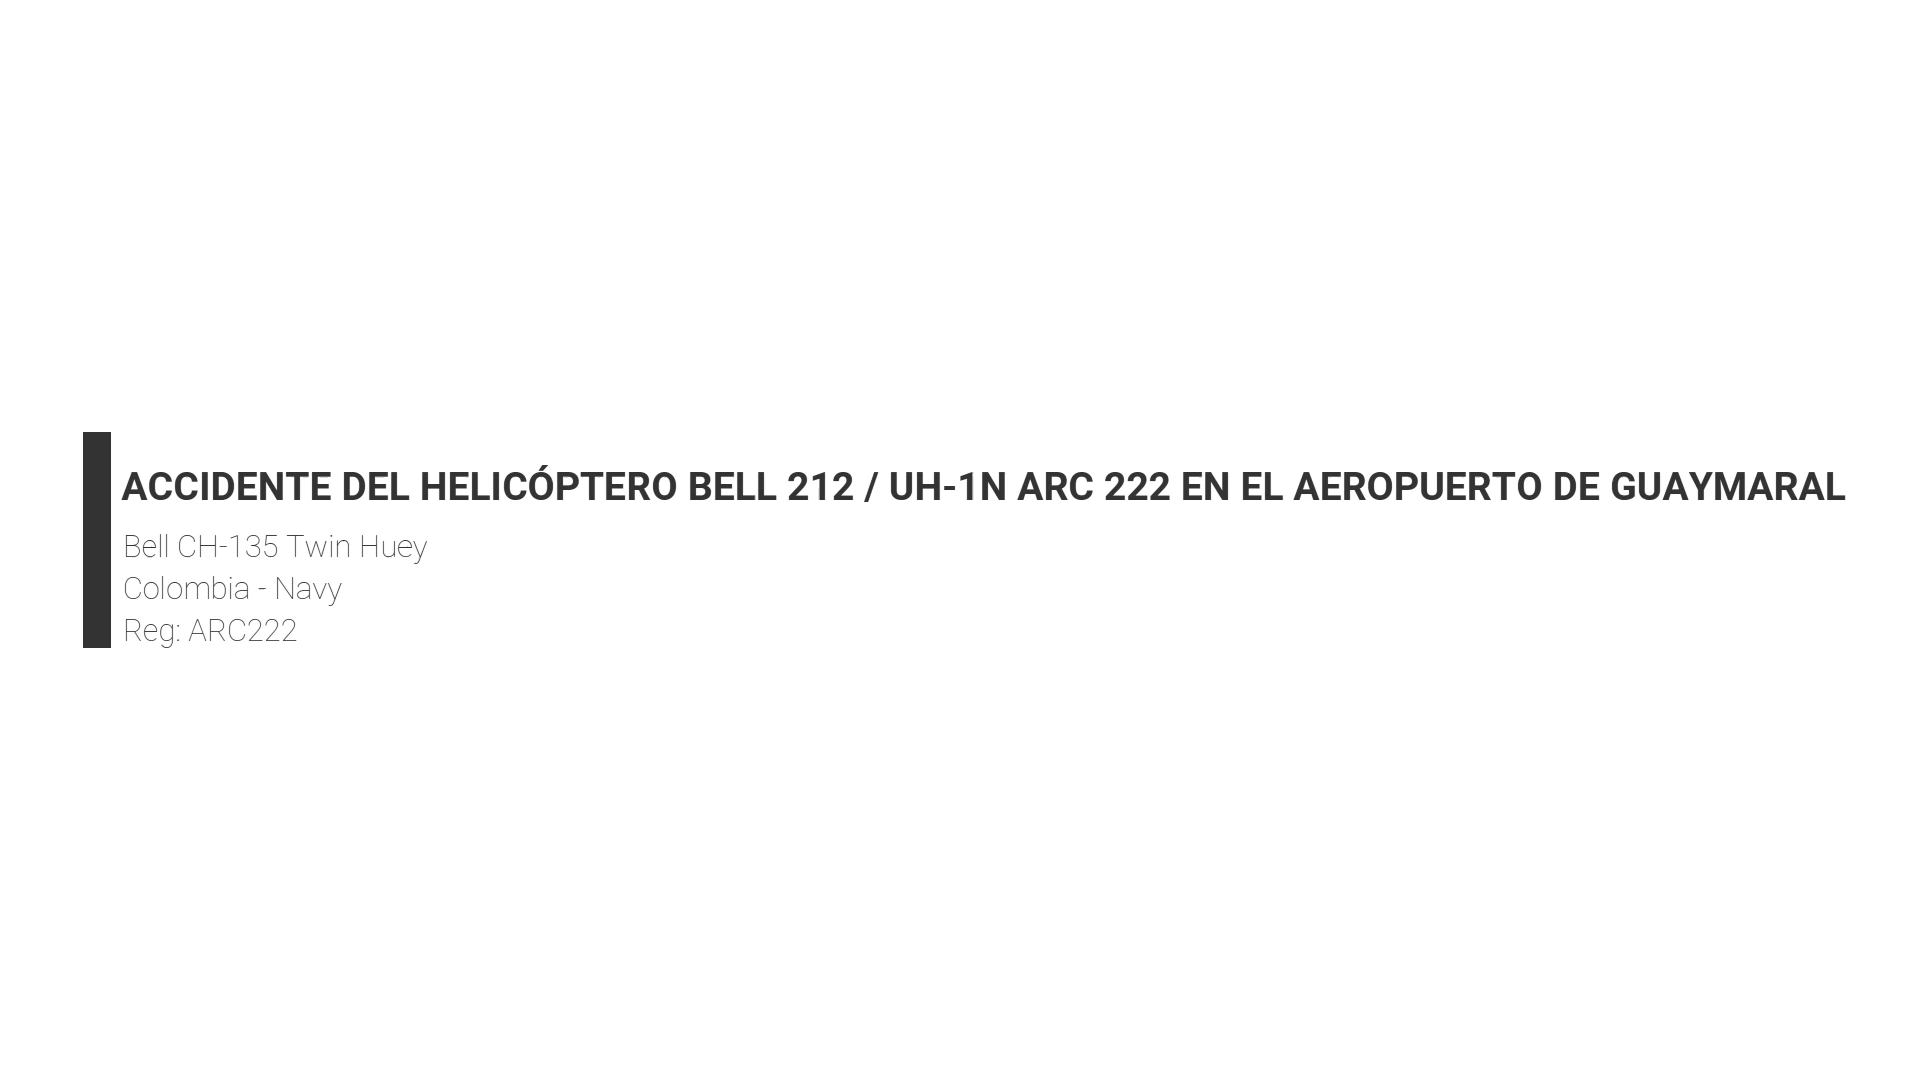 ACCIDENTE DEL HELICÓPTERO BELL 212 / UH-1N ARC 222 EN EL AEROPUERTO DE GUAYMARAL
Bell CH-135 Twin Huey
Colombia - Navy
Reg: ARC222